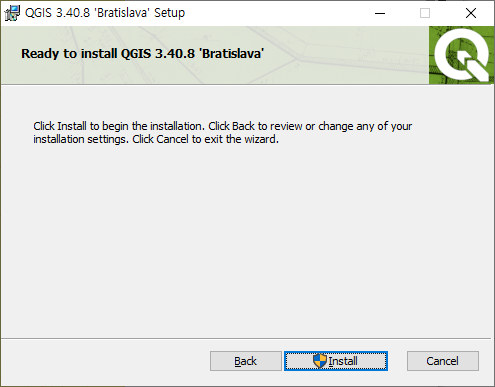 QGIS 3.40.8 'Bratislava' Setup
Ready to install QGIS 3.40.8 'Bratislava'
Click Install to begin the installation. Click Back to review or change any of your
installation settings. Click Cancel to exit the wizard.
Back
Install
Cancel